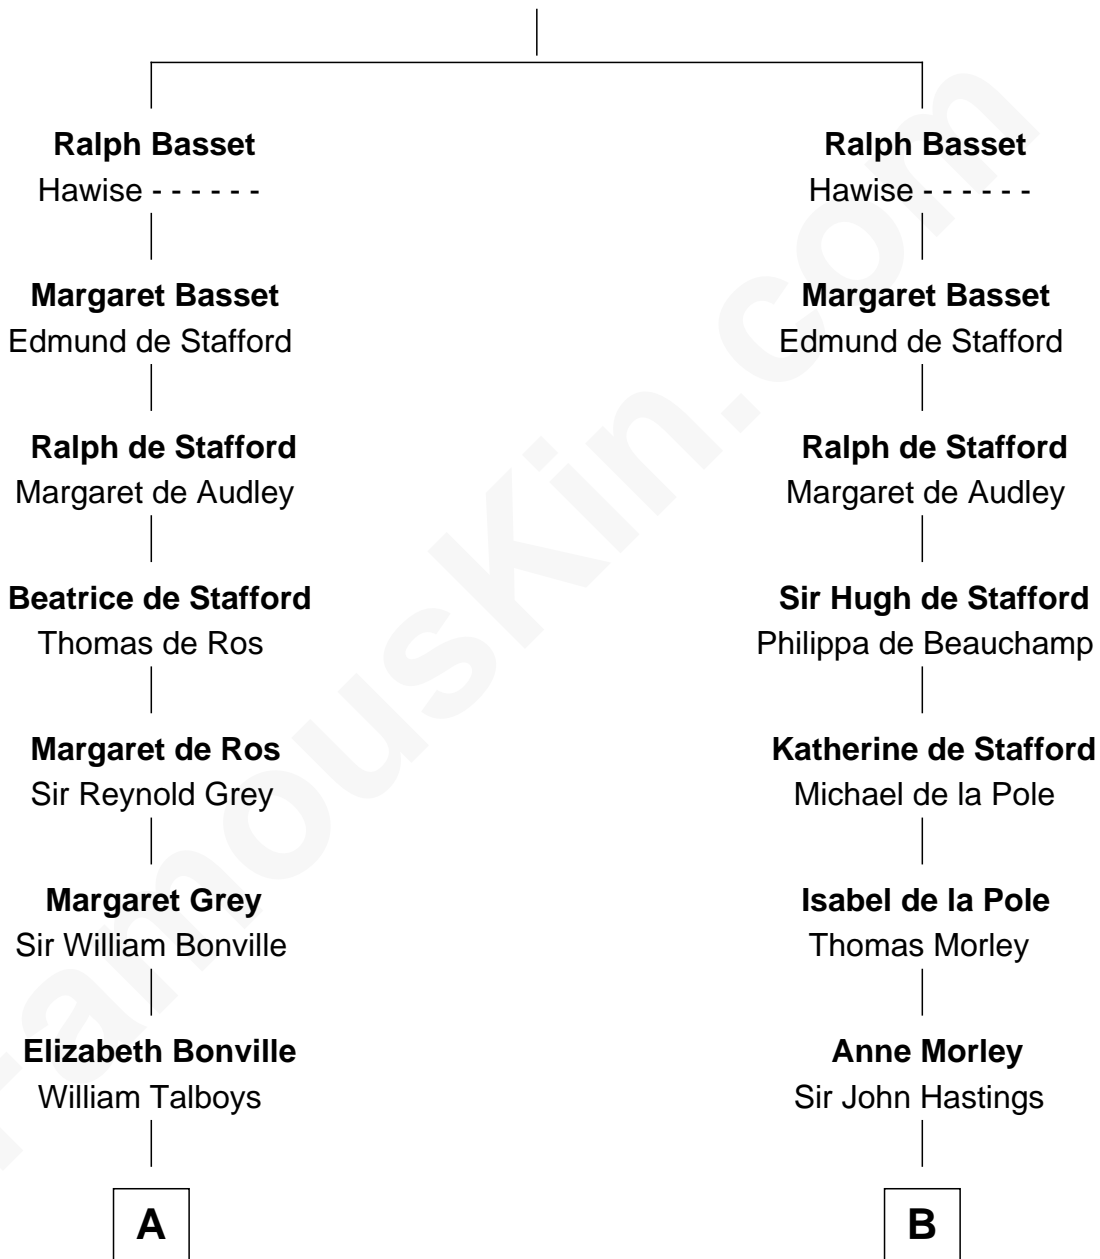 Ralph Basset
Hawise - - - - - -
Margaret Basset
Edmund de Stafford
Ralph de Stafford
Margaret de Audley
Beatrice de Stafford
Thomas de Ros
Margaret de Ros
Sir Reynold Grey
Margaret Grey
Sir William Bonville
Elizabeth Bonville
William Talboys
A
Ralph Basset
Hawise - - - - - -
Margaret Basset
Edmund de Stafford
Ralph de Stafford
Margaret de Audley
Sir Hugh de Stafford
Philippa de Beauchamp
Katherine de Stafford
Michael de la Pole
Isabel de la Pole
Thomas Morley
Anne Morley
Sir John Hastings
B
FamousKin.com